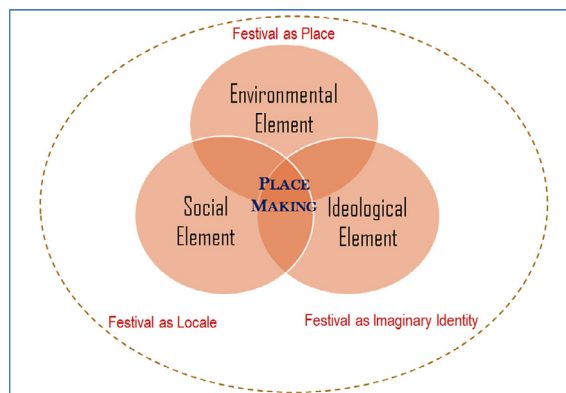 Festival as Place
Environmental
Element
PLACE
MAKING
Social
Element
Ideological
Element
Festival as Locale
Festival as Imaginary Identity